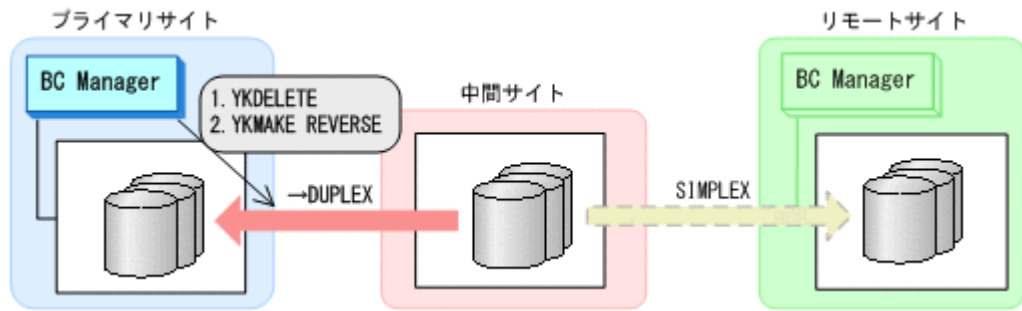 プライマリサイト
リモートサイト
BC Manager
1. YKDELETE
2. YKMAKE REVERSE
中間サイト
BC Manager
→DUPLEX
SIMPLEX